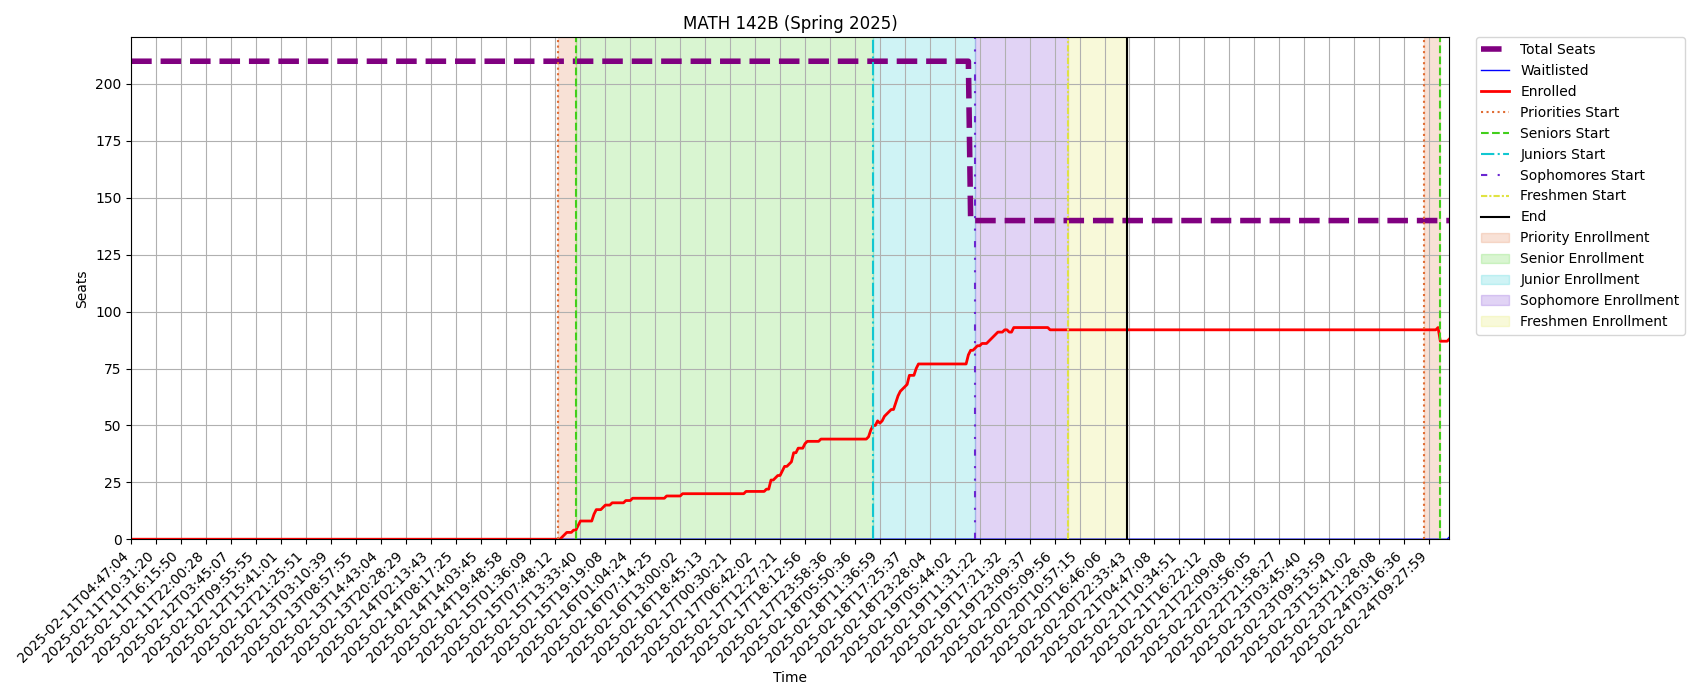 MATH 142B (Spring 2025)
Seats
200
175
150
125
100
75
50
25
0
2025-02-11T04:47:04
2025-02-11T10:31:20
2025-02-11T16:15:50
2025-02-11T22:00:28
2025-02-12T03:45:07
2025-02-12T09:55:55
2025-02-12T15:41:01
2025-02-12T21:25:51
2025-02-13T03:10:39
2025-02-13T08:57:55
2025-02-13T14:43:04
2025-02-13T20:28:29
2025-02-14T02:13:43
2025-02-14T08:17:25
2025-02-14T14:03:45
2025-02-14T19:48:58
2025-02-15T01:36:09
2025-02-15T07:48:12
2025-02-15T13:33:40
2025-02-15T19:19:08
2025-02-16T01:04:24
2025-02-16T07:14:25
2025-02-16T13:00:02
2025-02-16T18:45:13
2025-02-17T00:30:21
2025-02-17T06:42:02
2025-02-17T12:27:21
2025-02-17T18:12:56
2025-02-17T23:58:36
2025-02-18T05:50:36
2025-02-18T11:36:59
2025-02-18T17:25:37
2025-02-18T23:28:04
2025-02-19T05:44:02
2025-02-19T11:31:22
2025-02-19T17:21:32
2025-02-19T23:09:37
2025-02-20T05:09:56
2025-02-20T10:57:15
2025-02-20T16:46:06
2025-02-20T22:33:43
2025-02-21T04:47:08
2025-02-21T10:34:51
2025-02-21T16:22:12
2025-02-21T22:09:08
2025-02-22T03:56:05
2025-02-22T21:58:27
2025-02-23T03:45:40
2025-02-23T09:53:59
2025-02-23T15:41:02
2025-02-23T21:28:08
2025-02-24T03:16:36
2025-02-24T09:27:59
Time
Total Seats
Waitlisted
Enrolled
Priorities Start
Seniors Start
Juniors Start
Sophomores Start
Freshmen Start
End
Priority Enrollment
Senior Enrollment
Junior Enrollment
Sophomore Enrollment
Freshmen Enrollment